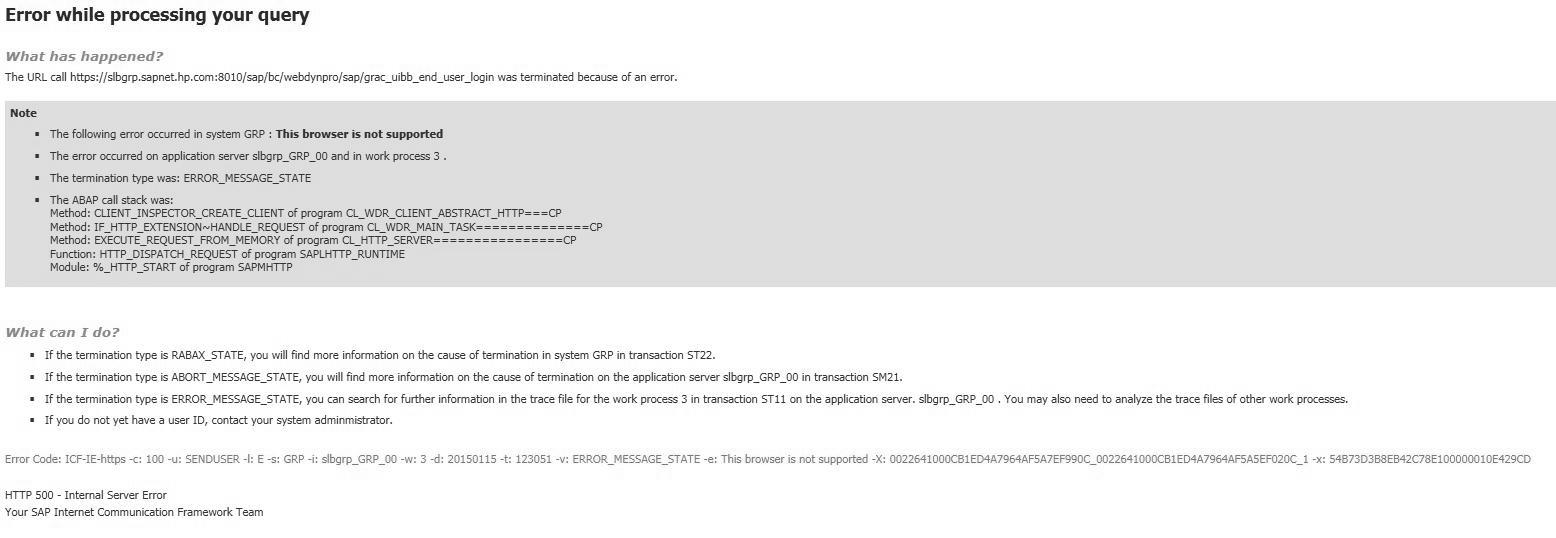 Error while processing your query
What has happened?
The URL call https://slbgrp.sapnet.hp.com:8010/sap/bc/webdynpro/sap/grac_uibb_end_user_login was terminated because of an error.
Note
▪ The following error occurred in system GRP : This browser is not supported
▪ The error occurred on application server slbgrp_GRP_00 and in work process 3 .
▪ The termination type was: ERROR_MESSAGE_STATE
▪ The ABAP call stack was:
Method: CLIENT_INSPECTOR_CREATE_CLIENT of program CL_WDR_CLIENT_ABSTRACT_HTTP===CP
Method: IF_HTTP_EXTENSION~HANDLE_REQUEST of program CL_WDR_MAIN_TASK==============CP
Method: EXECUTE_REQUEST_FROM_MEMORY of program CL_HTTP_SERVER================CP
Function: HTTP_DISPATCH_REQUEST of program SAPLHTTP_RUNTIME
Module: %_HTTP_START of program SAPMHTTP
What can I do?
▪ If the termination type is RABAX_STATE, you will find more information on the cause of termination in system GRP in transaction ST22.
▪ If the termination type is ABORT_MESSAGE_STATE, you will find more information on the cause of termination on the application server slbgrp_GRP_00 in transaction SM21.
▪ If the termination type is ERROR_MESSAGE_STATE, you can search for further information in the trace file for the work process 3 in transaction ST11 on the application server. slbgrp_GRP_00 . You may also need to analyze the trace files of other work processes.
▪ If you do not yet have a user ID, contact your system adminmistrator.
Error Code: ICF-IE-https -c: 100 -u: SENDUSER -l: E -s: GRP -i: slbgrp_GRP_00 -w: 3 -d: 20150115 -t: 123051 -v: ERROR_MESSAGE_STATE -e: This browser is not supported -X: 0022641000CB1ED4A7964AF5A7EF990C_0022641000CB1ED4A7964AF5A5EF020C_1 -x: 54B73D3B8EB42C78E100000010E429CD
HTTP 500 - Internal Server Error
Your SAP Internet Communication Framework Team